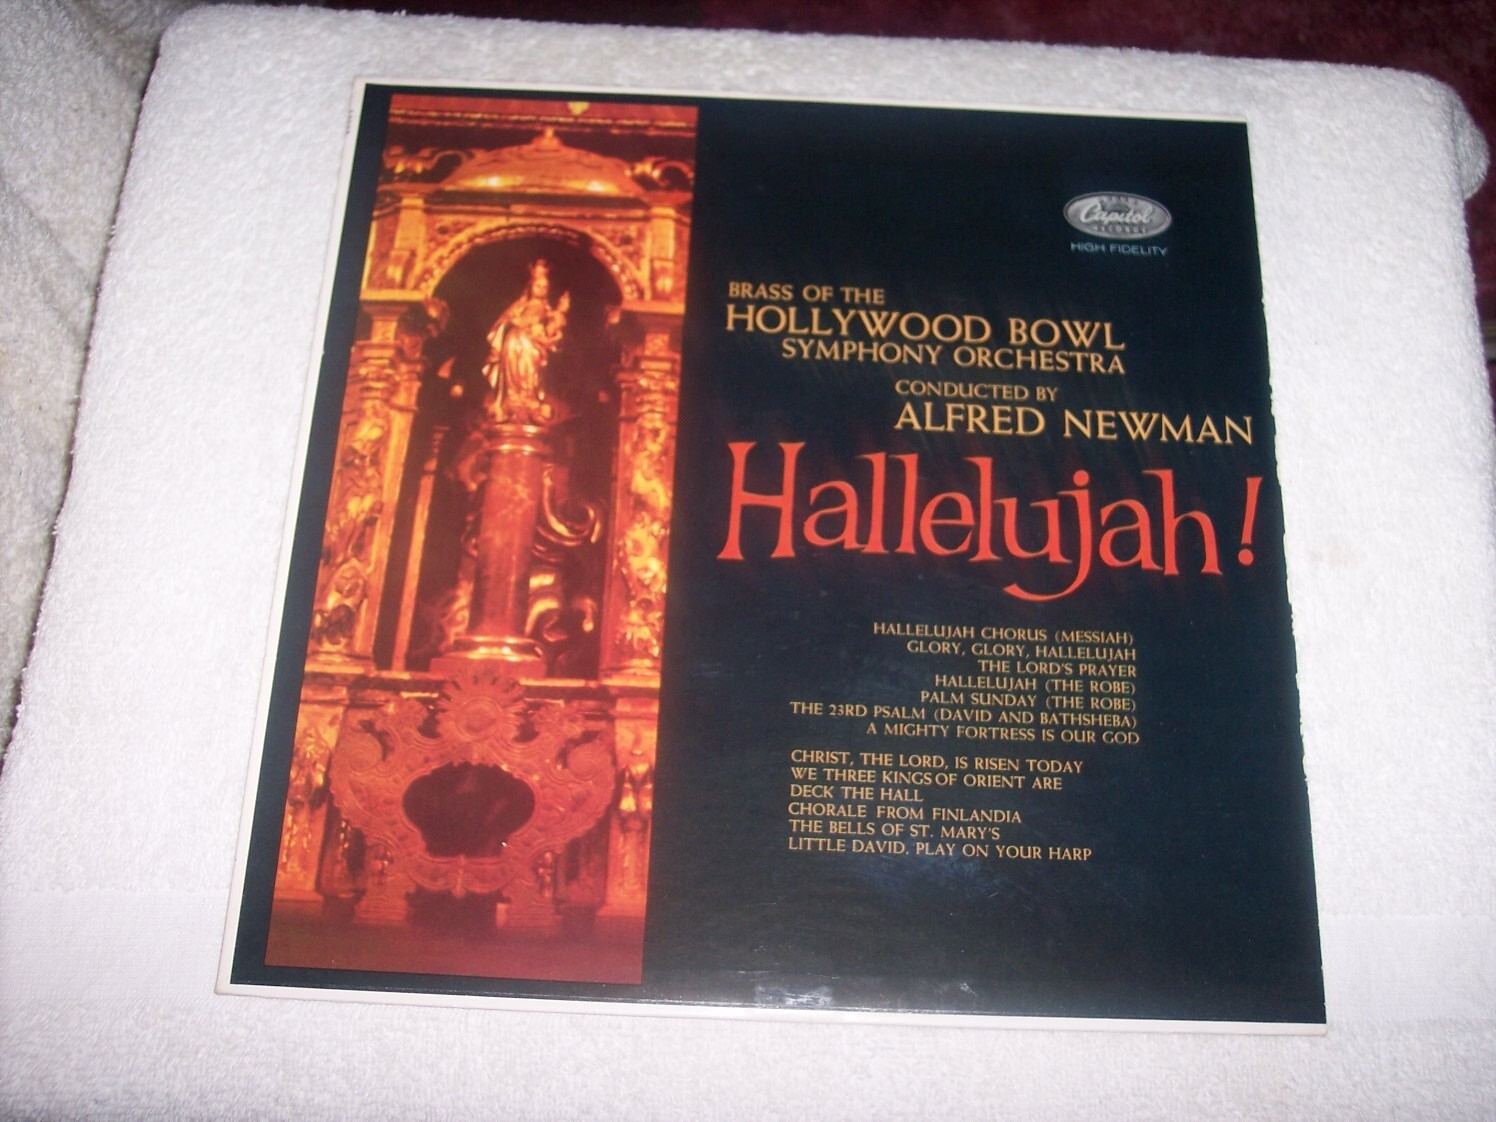 Capitol
RECORDS
HIGH FIDELITY
BRASS OF THE
HOLLYWOOD BOWL
SYMPHONY ORCHESTRA
CONDUCTED BY
ALFRED NEWMAN
Hallelujah!
HALLELUJAH CHORUS (MESSIAH)
GLORY, GLORY, HALLELUJAH
THE LORD'S PRAYER
HALLELUJAH (THE ROBE)
PALM SUNDAY (THE ROBE)
THE 23RD PSALM (DAVID AND BATHSHEBA)
A MIGHTY FORTRESS IS OUR GOD
CHRIST, THE LORD, IS RISEN TODAY
WE THREE KINGS OF ORIENT ARE
DECK THE HALL
CHORALE FROM FINLANDIA
THE BELLS OF ST. MARY'S
LITTLE DAVID, PLAY ON YOUR HARP